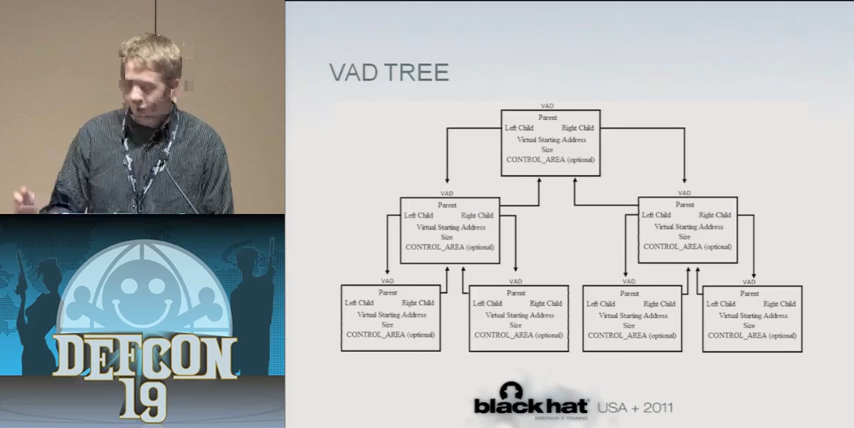 VAD TREE
VAD
Parent
Left Child Right Child
Virtual Starting Address
Size
CONTROL_AREA (optional)
VAD
Parent
Left Child Right Child
Virtual Starting Address
Size
CONTROL_AREA (optional)
VAD
Parent
Left Child Right Child
Virtual Starting Address
Size
CONTROL_AREA (optional)
VAD
Parent
Left Child Right Child
Virtual Starting Address
Size
CONTROL_AREA (optional)
VAD
Parent
Left Child Right Child
Virtual Starting Address
Size
CONTROL_AREA (optional)
VAD
Parent
Left Child Right Child
Virtual Starting Address
Size
CONTROL_AREA (optional)
VAD
Parent
Left Child Right Child
Virtual Starting Address
Size
CONTROL_AREA (optional)
DEFCON
19
black hat USA + 2011